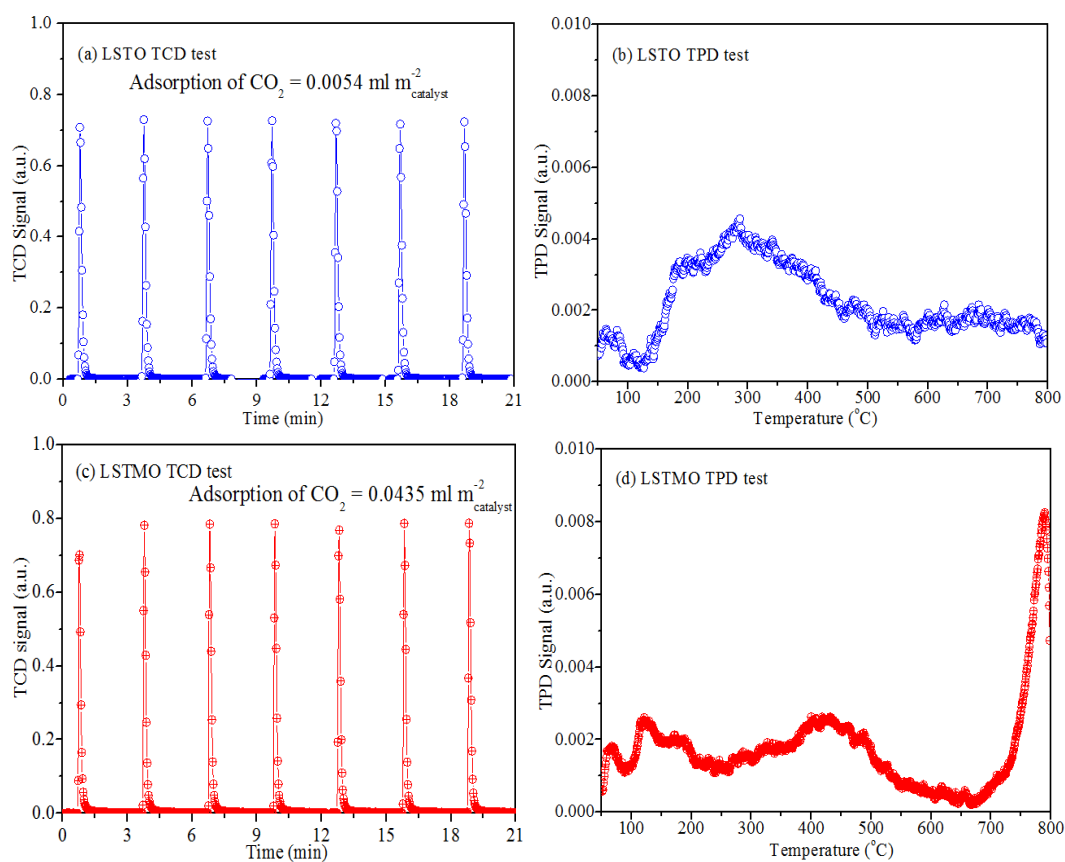 (a) LSTO TCD test
Adsorption of CO2 = 0.0054 ml m-2catalyst
TCD Signal (a.u.)
1.0
0.8
0.6
0.4
0.2
0.0
0 3 6 9 12 15 18 21
Time (min)
(b) LSTO TPD test
TPD Signal (a.u.)
0.010
0.008
0.006
0.004
0.002
0.000
100 200 300 400 500 600 700 800
Temperature (°C)
(c) LSTMO TCD test
Adsorption of CO2 = 0.0435 ml m-2catalyst
TCD signal (a.u.)
1.0
0.8
0.6
0.4
0.2
0.0
0 3 6 9 12 15 18 21
Time (min)
(d) LSTMO TPD test
TPD Signal (a.u.)
0.010
0.008
0.006
0.004
0.002
0.000
100 200 300 400 500 600 700 800
Temperature (°C)